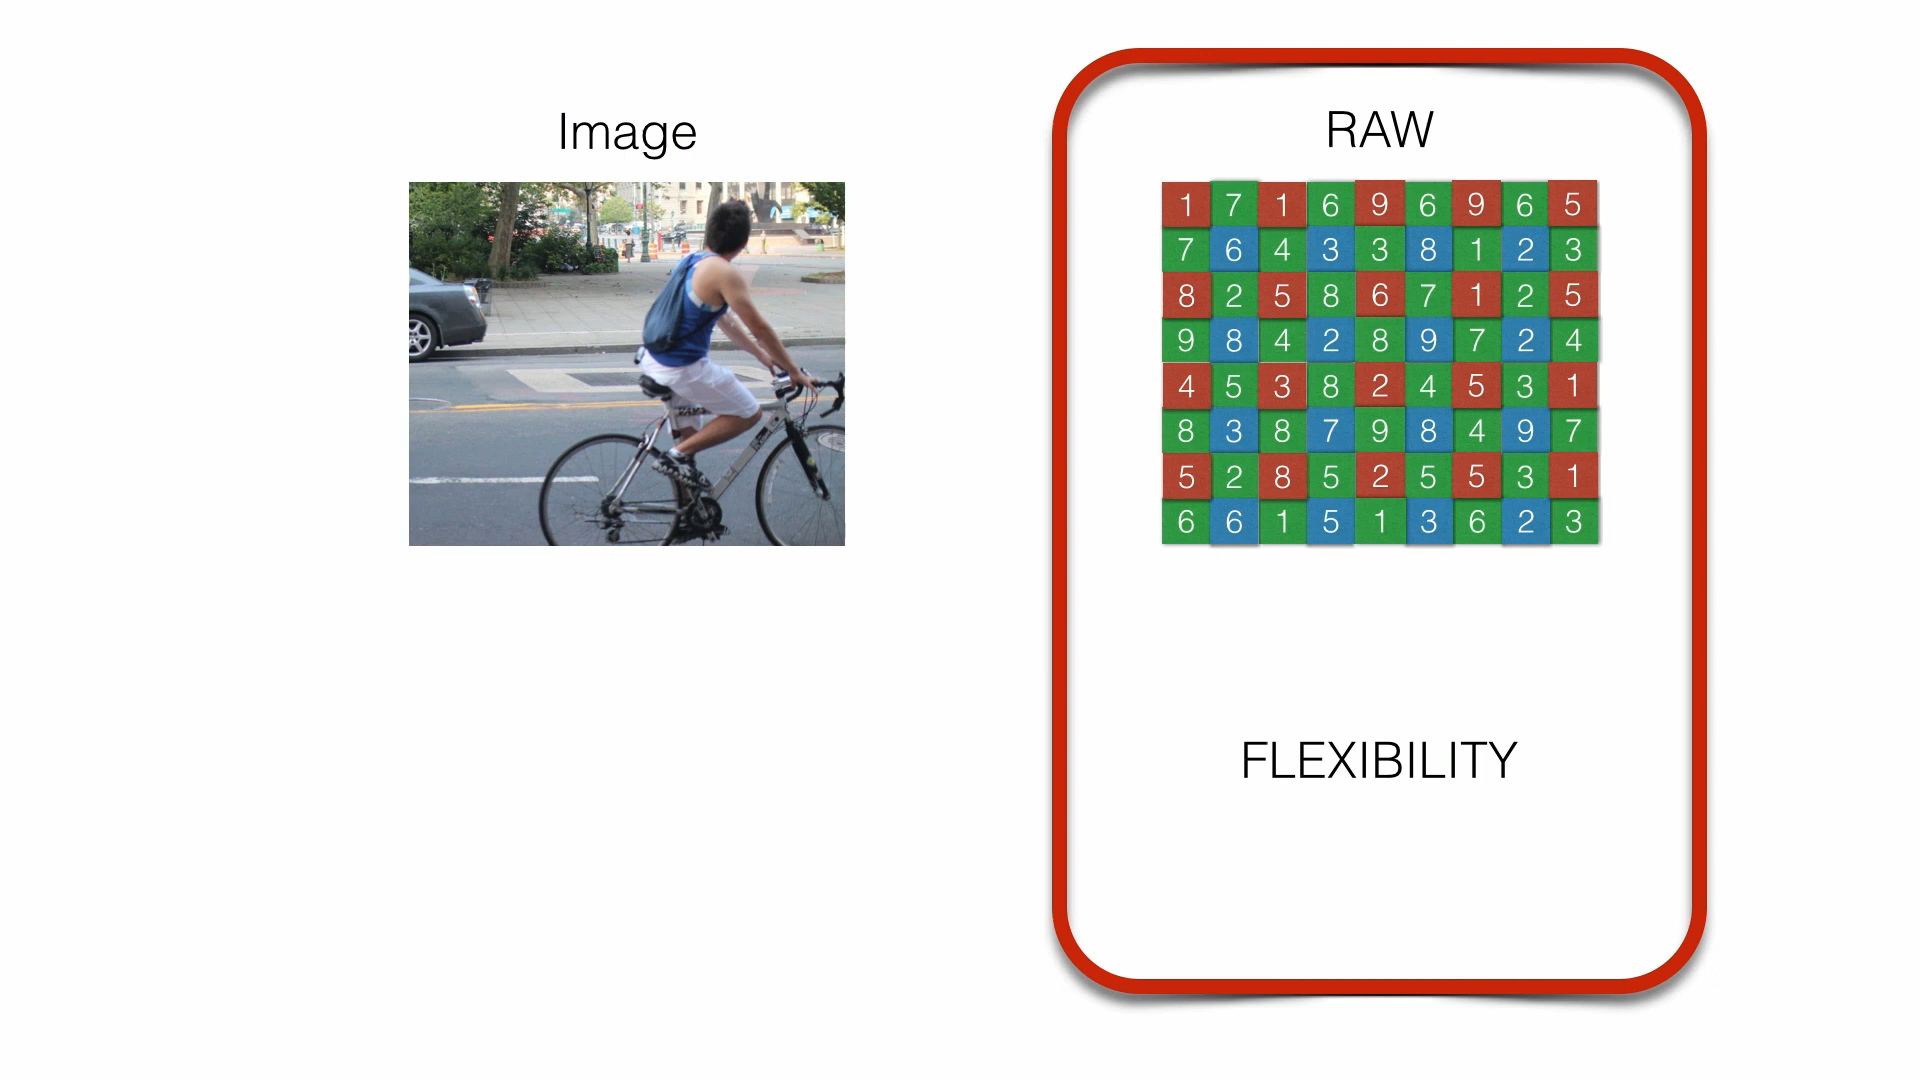 Image
RAW
1 7 1 6 9 6 9 6 5
7 6 4 3 3 8 1 2 3
8 2 5 8 6 7 1 2 5
9 8 4 2 8 9 7 2 4
4 5 3 8 2 4 5 3 1
8 3 8 7 9 8 4 9 7
5 2 8 5 2 5 5 3 1
6 6 1 5 1 3 6 2 3
FLEXIBILITY